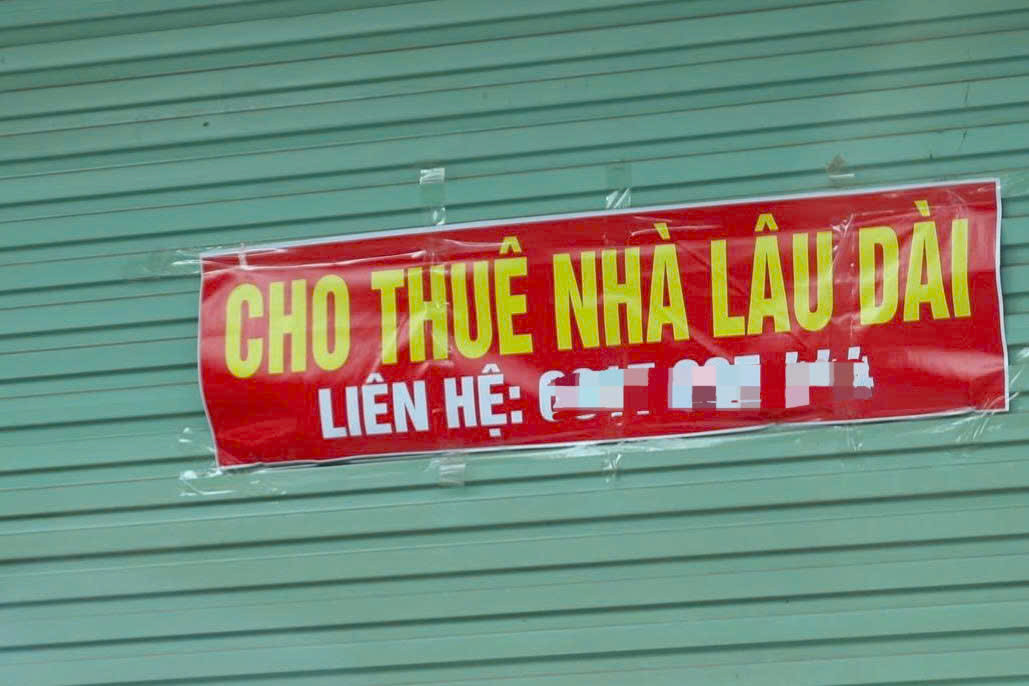 CHO THUÊ NHÀ LÂU DÀI
LIÊN HỆ: